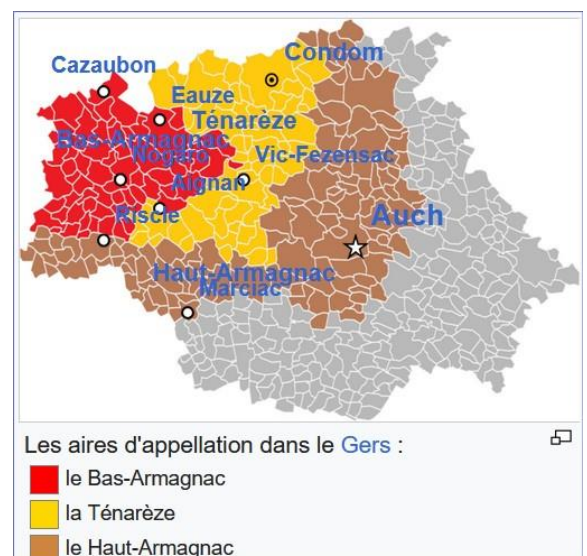 Condom
Cazaubon
Eauze
Ténarèze
Bas-Armagnac
Nogaro
Vic-Fezensac
Aignan
Riscle
Auch
Haut-Armagnac
Marciac
Les aires d'appellation dans le Gers :
le Bas-Armagnac
la Ténarèze
le Haut-Armagnac